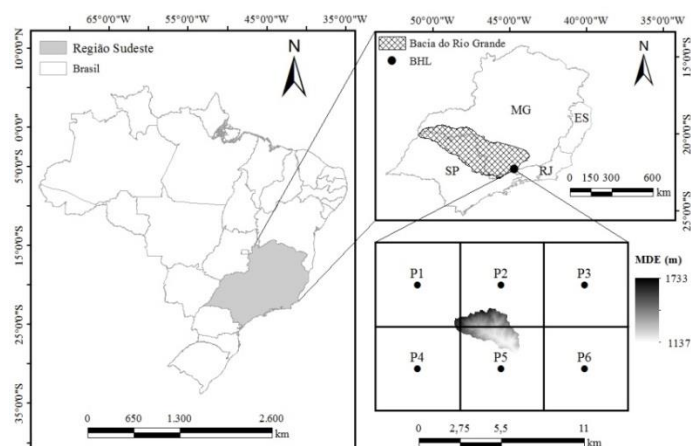 65°0'0"W 55°0'0"W 45°0'0"W 35°0'0"W
10°0'0"N
0°0'0"
5°0'0"S
15°0'0"S
25°0'0"S
35°0'0"S
Região Sudeste
Brasil
N
0 650 1.300 2.600
km
50°0'0"W 45°0'0"W 40°0'0"W 34°0'0"W
15°0'0"S
20°0'0"S
25°0'0"S
Bacia do Rio Grande
BHL
N
MG
ES
SP
RJ
0 150 300 600
km
P1 P2 P3
P4 P5 P6
MDE (m)
1733
1137
0 2,75 5,5 11
km